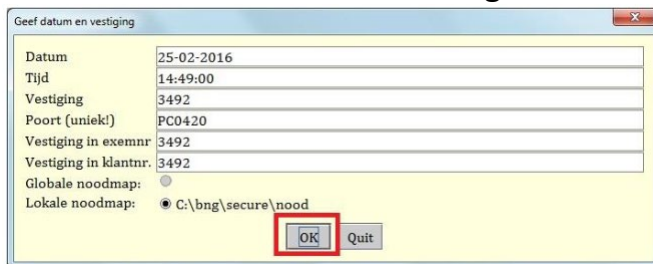 Geef datum en vestiging
Datum 25-02-2016
Tijd 14:49:00
Vestiging 3492
Poort (uniek!) PC0420
Vestiging in exemnr 3492
Vestiging in klantnr. 3492
Globale noodmap:
Lokale noodmap: C:\bng\secure\nood
OK Quit